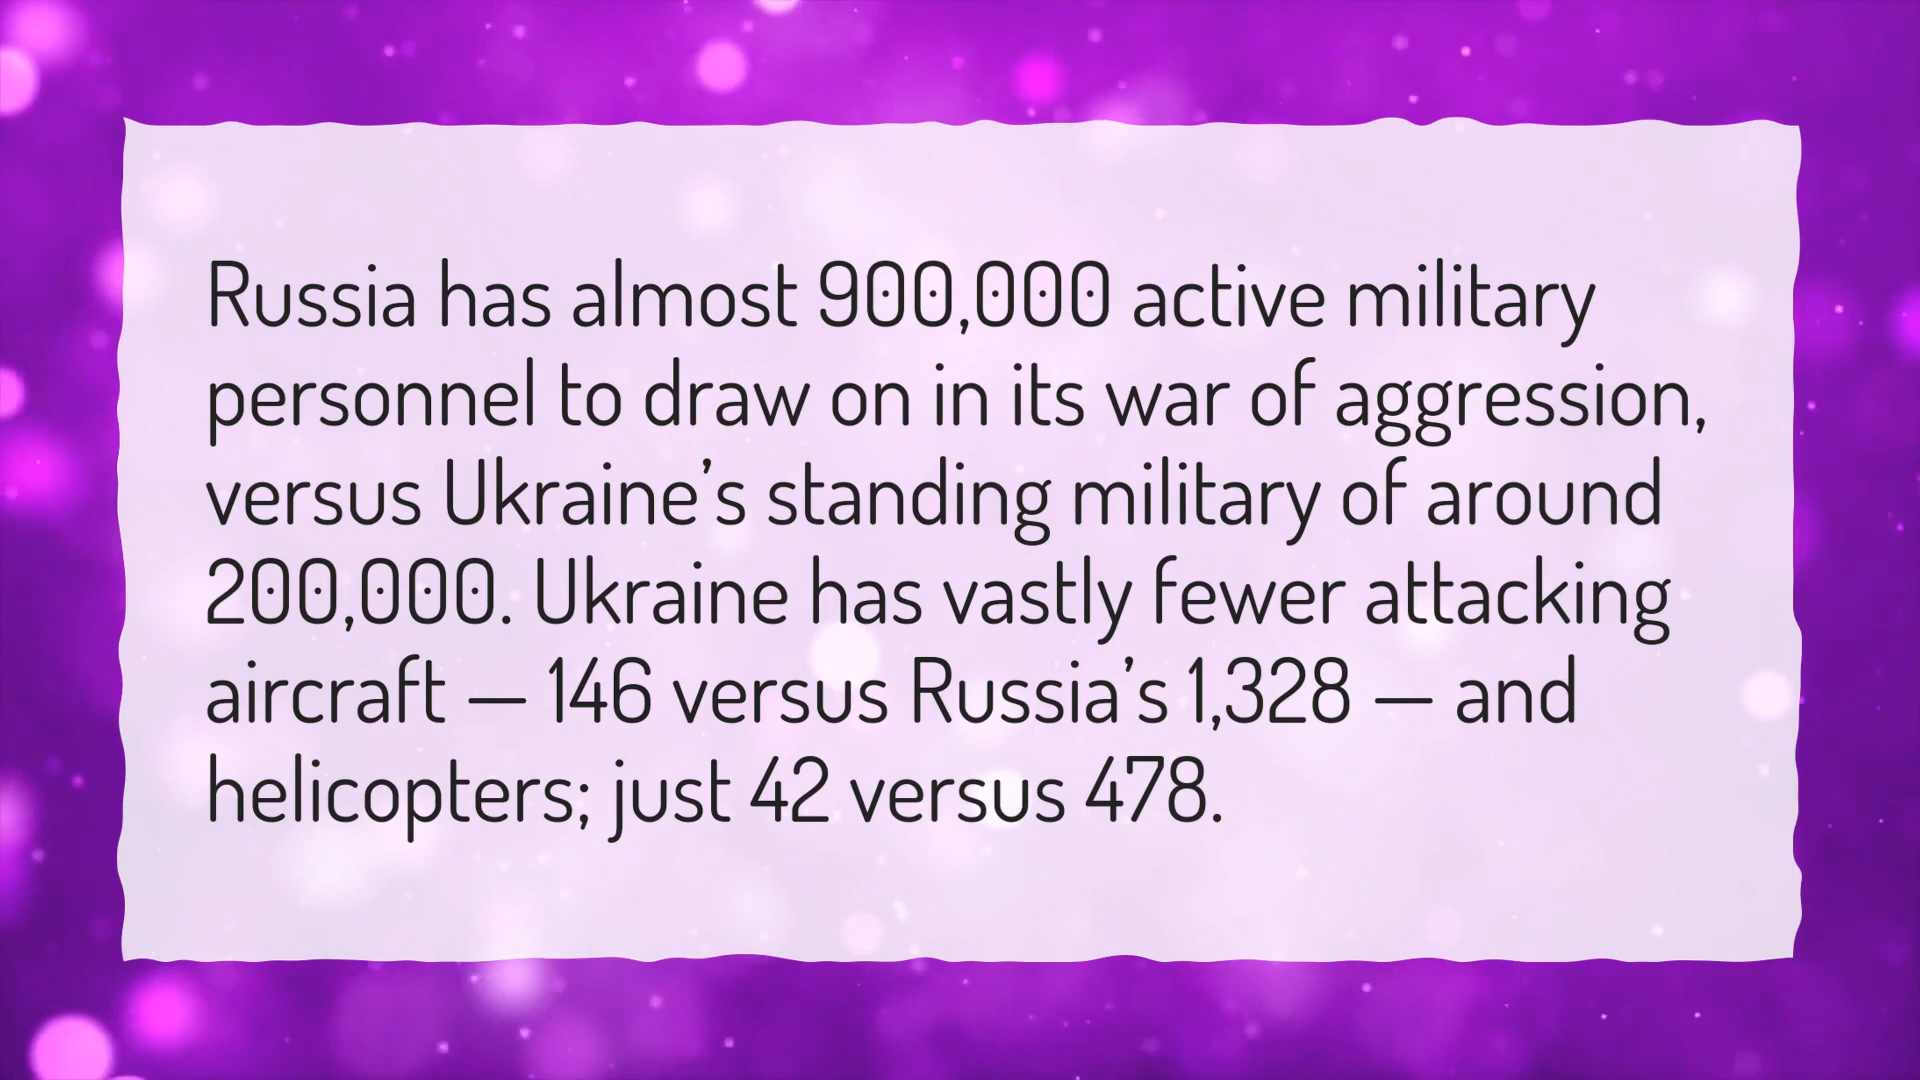 Russia has almost 900,000 active military
personnel to draw on in its war of aggression,
versus Ukraine’s standing military of around
200,000. Ukraine has vastly fewer attacking
aircraft — 146 versus Russia’s 1,328 — and
helicopters; just 42 versus 478.